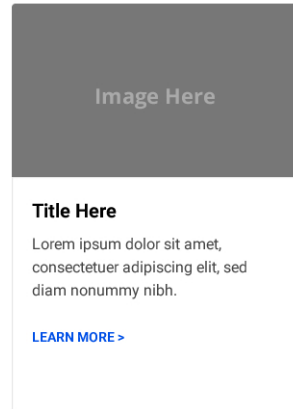 Image Here
Title Here
Lorem ipsum dolor sit amet,
consectetuer adipiscing elit, sed
diam nonummy nibh.
LEARN MORE >